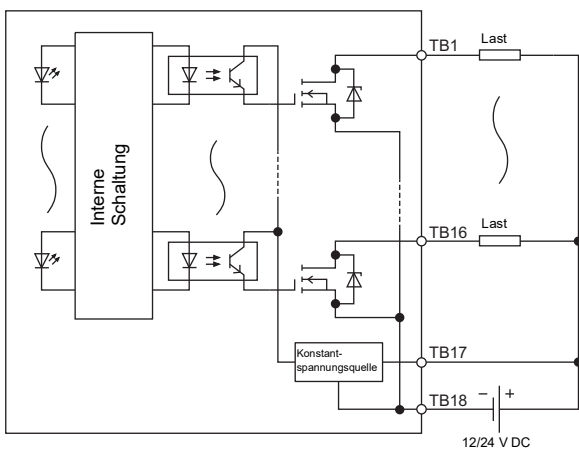 TB1
Last
Interne
Schaltung
TB16
Last
Konstant-
spannungsquelle
TB17
TB18
− +
12/24 V DC